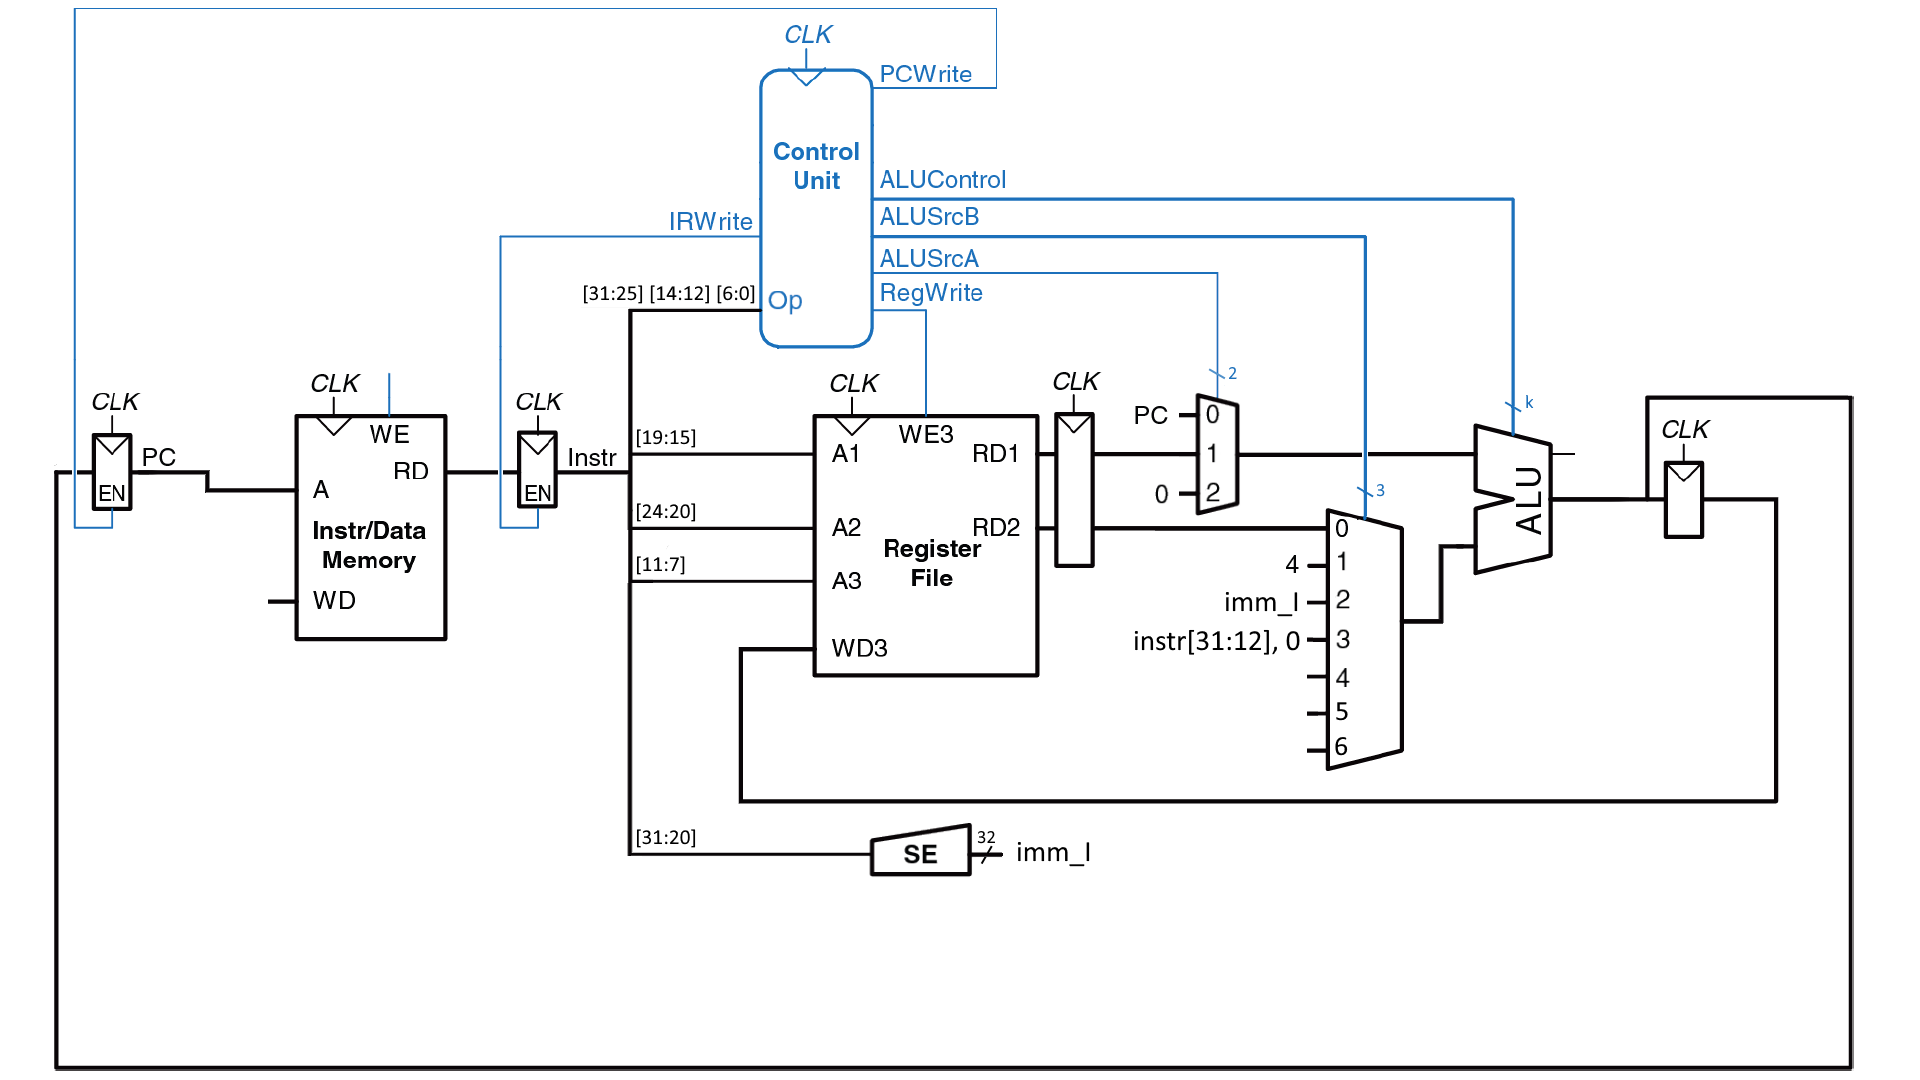 CLK
PCWrite
Control
Unit
ALUControl
ALUSrcB
IRWrite
ALUSrcA
RegWrite
[31:25] [14:12] [6:0]
Op
CLK
PC
EN
CLK
WE
RD
A
Instr/Data
Memory
WD
CLK
Instr
EN
[19:15]
[24:20]
[11:7]
CLK
WE3
A1
RD1
A2
RD2
Register
File
A3
WD3
CLK
2
PC
0
1
0
2
3
0
4
1
imm_I
2
instr[31:12], 0
3
4
5
6
k
ALU
CLK
[31:20]
SE
32
imm_I